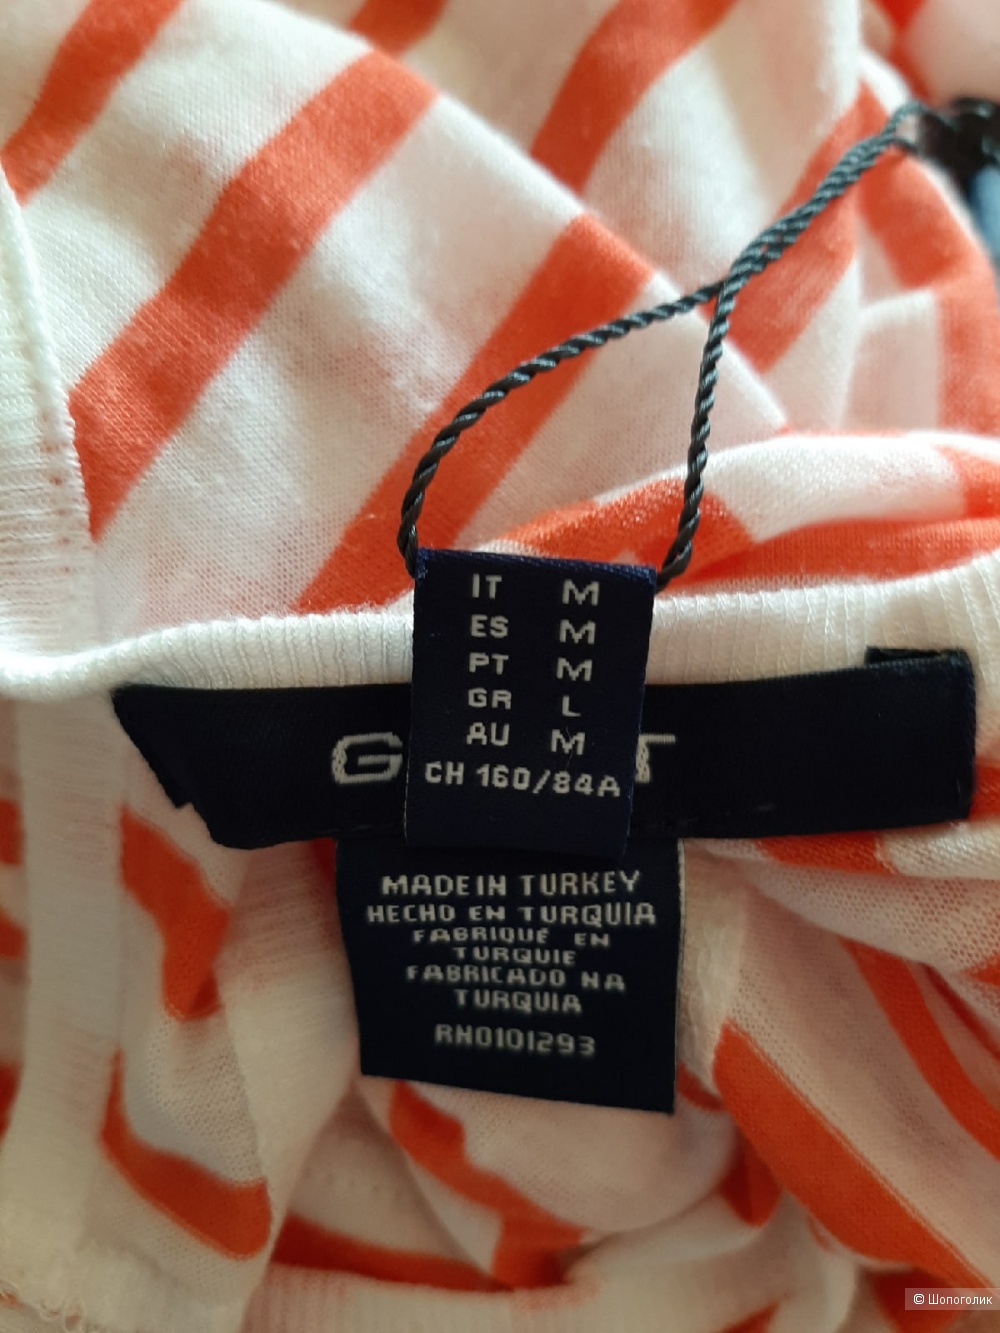 IT M
ES M
PT M
GR L
AU M
CH 160/84A
G T
MADE IN TURKEY
HECHO EN TURQUIA
FABRIQUÉ EN
TURQUIE
FABRICADO NA
TURQUIA
RN0101293
© Шопоголик